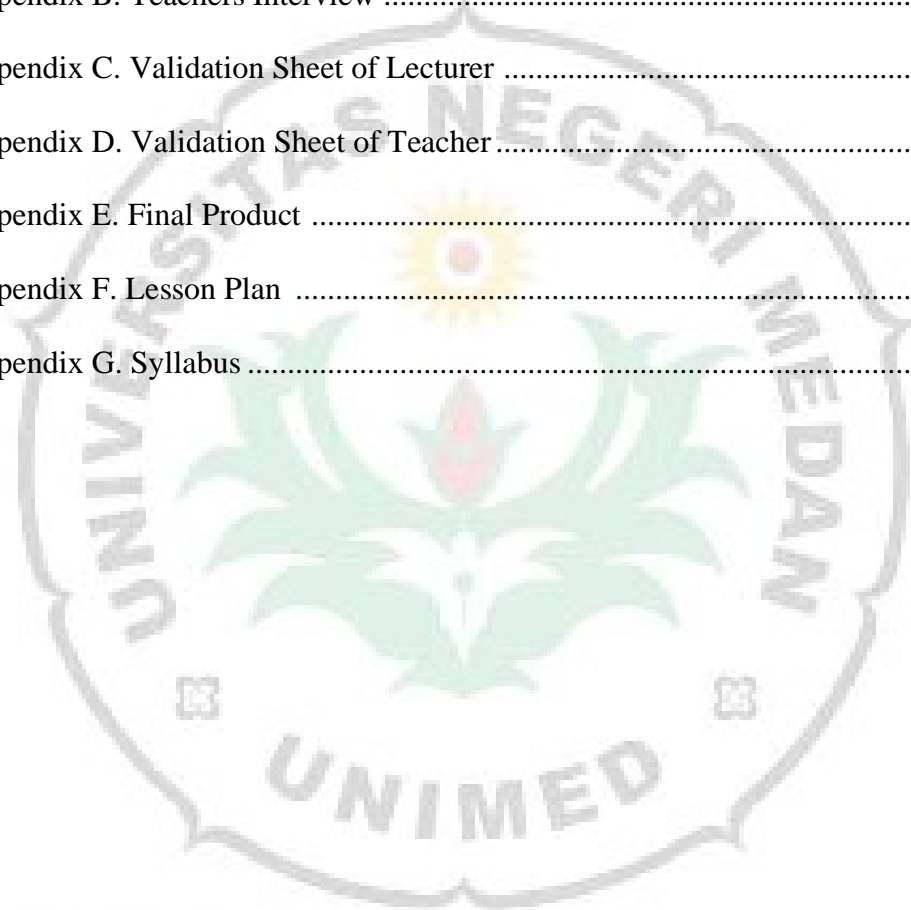 pendix B. Teachers Interview ........................................................................
pendix C. Validation Sheet of Lecturer ....................................................
pendix D. Validation Sheet of Teacher .....................................................
pendix E. Final Product ...........................................................................
pendix F. Lesson Plan .............................................................................
pendix G. Syllabus ..................................................................................
UNIVERSITAS NEGERI MEDAN
UNIMED